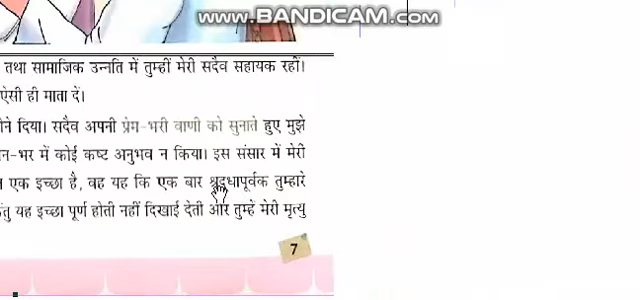 www.BANDICAM.com
तथा सामाजिक उन्नति में तुम्हीं मेरी सदैव सहायक रहीं।
ऐसी ही माता दें।
ने दिया। सदैव अपनी प्रेम-भरी वाणी को सुनाते हुए मुझे
न-भर में कोई कष्ट अनुभव न किया। इस संसार में मेरी
एक इच्छा है, वह यह कि एक बार श्रद्धापूर्वक तुम्हारे
यह इच्छा पूर्ण होती नहीं दिखाई देती और तुम्हें मेरी मृत्यु
7